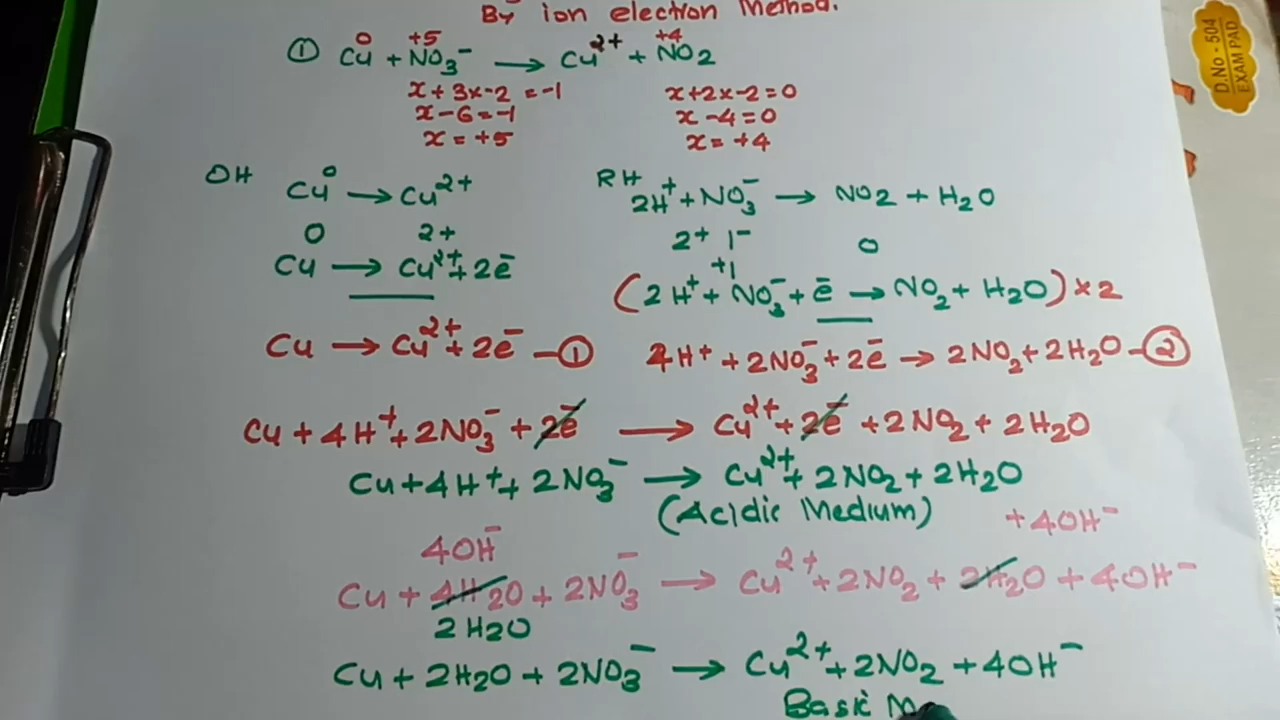 By ion electron Method.
① Cu + NO₃⁻ ⟶ Cu²⁺ + NO₂
0 +5 +4
x + 3x-2 = -1 x+2x-2=0
x-6=-1 x-4=0
x = +5 x = +4
OH Cu⁰ ⟶ Cu²⁺ RH 2H⁺ + NO₃⁻ ⟶ NO2 + H₂O
0 2+ 2+ 1- 0
+1
Cu ⟶ Cu²⁺ + 2e⁻ (2H⁺ + NO₃⁻ + e⁻ ⟶ NO₂ + H₂O) × 2
Cu ⟶ Cu²⁺ + 2e⁻ —① 4H⁺ + 2NO₃⁻ + 2e⁻ → 2NO₂ + 2H₂O —②
Cu + 4H⁺ + 2NO₃⁻ + 2e⁻ ⟶ Cu²⁺ + 2e⁻ + 2NO₂ + 2H₂O
Cu + 4H⁺ + 2NO₃⁻ ⟶ Cu²⁺ + 2NO₂ + 2H₂O
(Acidic Medium)
4OH⁻ +4OH⁻
Cu + 4H₂O + 2NO₃⁻ ⟶ Cu²⁺ + 2NO₂ + 2H₂O + 4OH⁻
2H2O
Cu + 2H₂O + 2NO₃⁻ ⟶ Cu²⁺ + 2NO₂ + 4OH⁻
Basic
D.No - 504
EXAM PAD